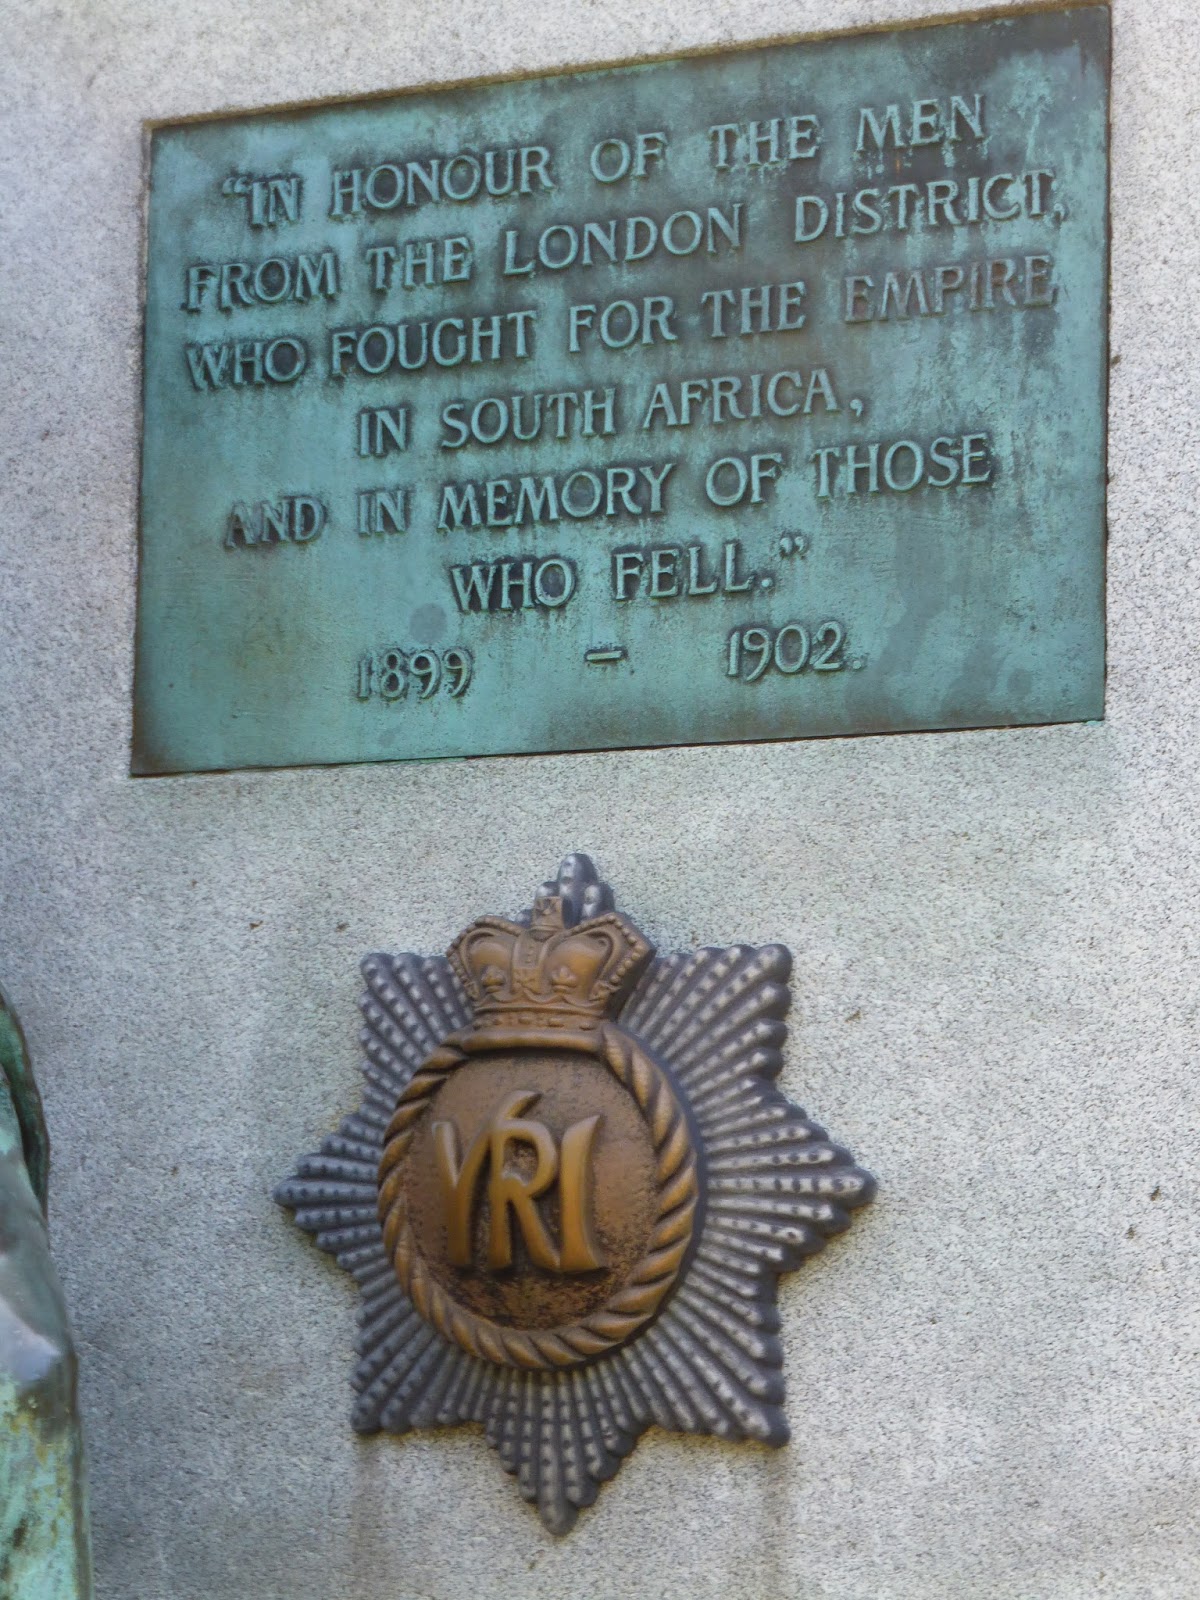 “IN HONOUR OF THE MEN
FROM THE LONDON DISTRICT,
WHO FOUGHT FOR THE EMPIRE
IN SOUTH AFRICA,
AND IN MEMORY OF THOSE
WHO FELL.”
1899 – 1902.
VRI